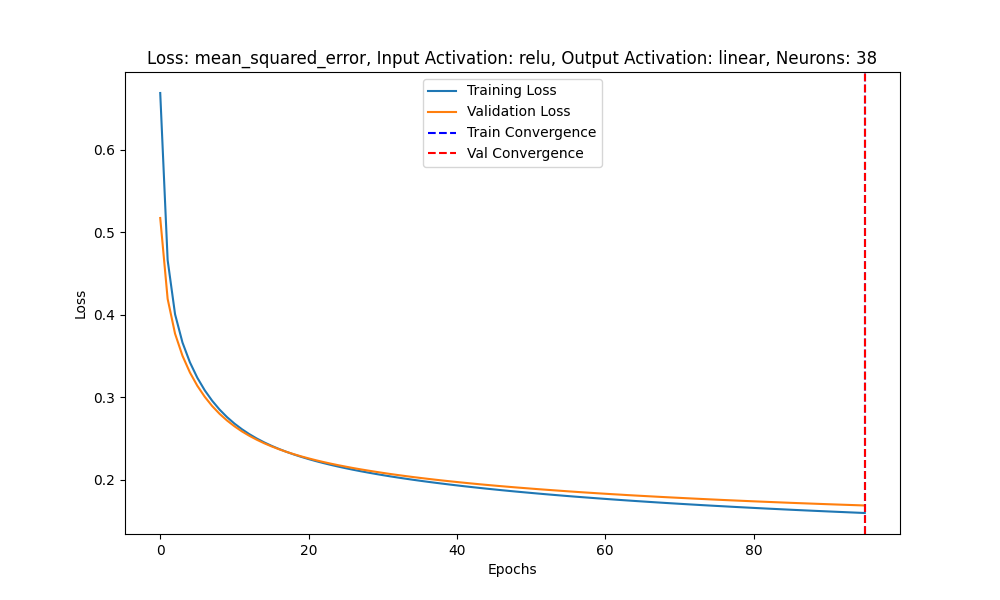 Loss: mean_squared_error, Input Activation: relu, Output Activation: linear, Neurons: 38
Training Loss
Validation Loss
Train Convergence
Val Convergence
0.6
0.5
0.4
0.3
0.2
Loss
0 20 40 60 80
Epochs